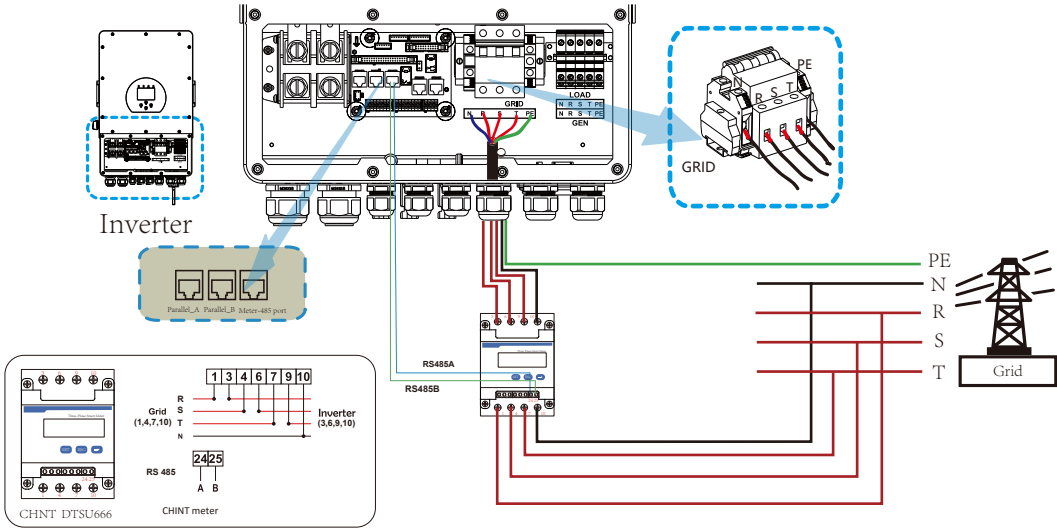 LOAD
N R S T PE
N R S T PE
GEN
GRID
N R S T PE
N
R
S
T
PE
GRID
Inverter
Parallel_A Parallel_B Meter-485 port
PE
N
R
S
T
Grid
RS485A
RS485B
1 3 4 6 7 9 10
R
S
T
N
Grid
(1,4,7,10)
Inverter
(3,6,9,10)
24 25
RS 485
A B
CHINT meter
CHNT DTSU666